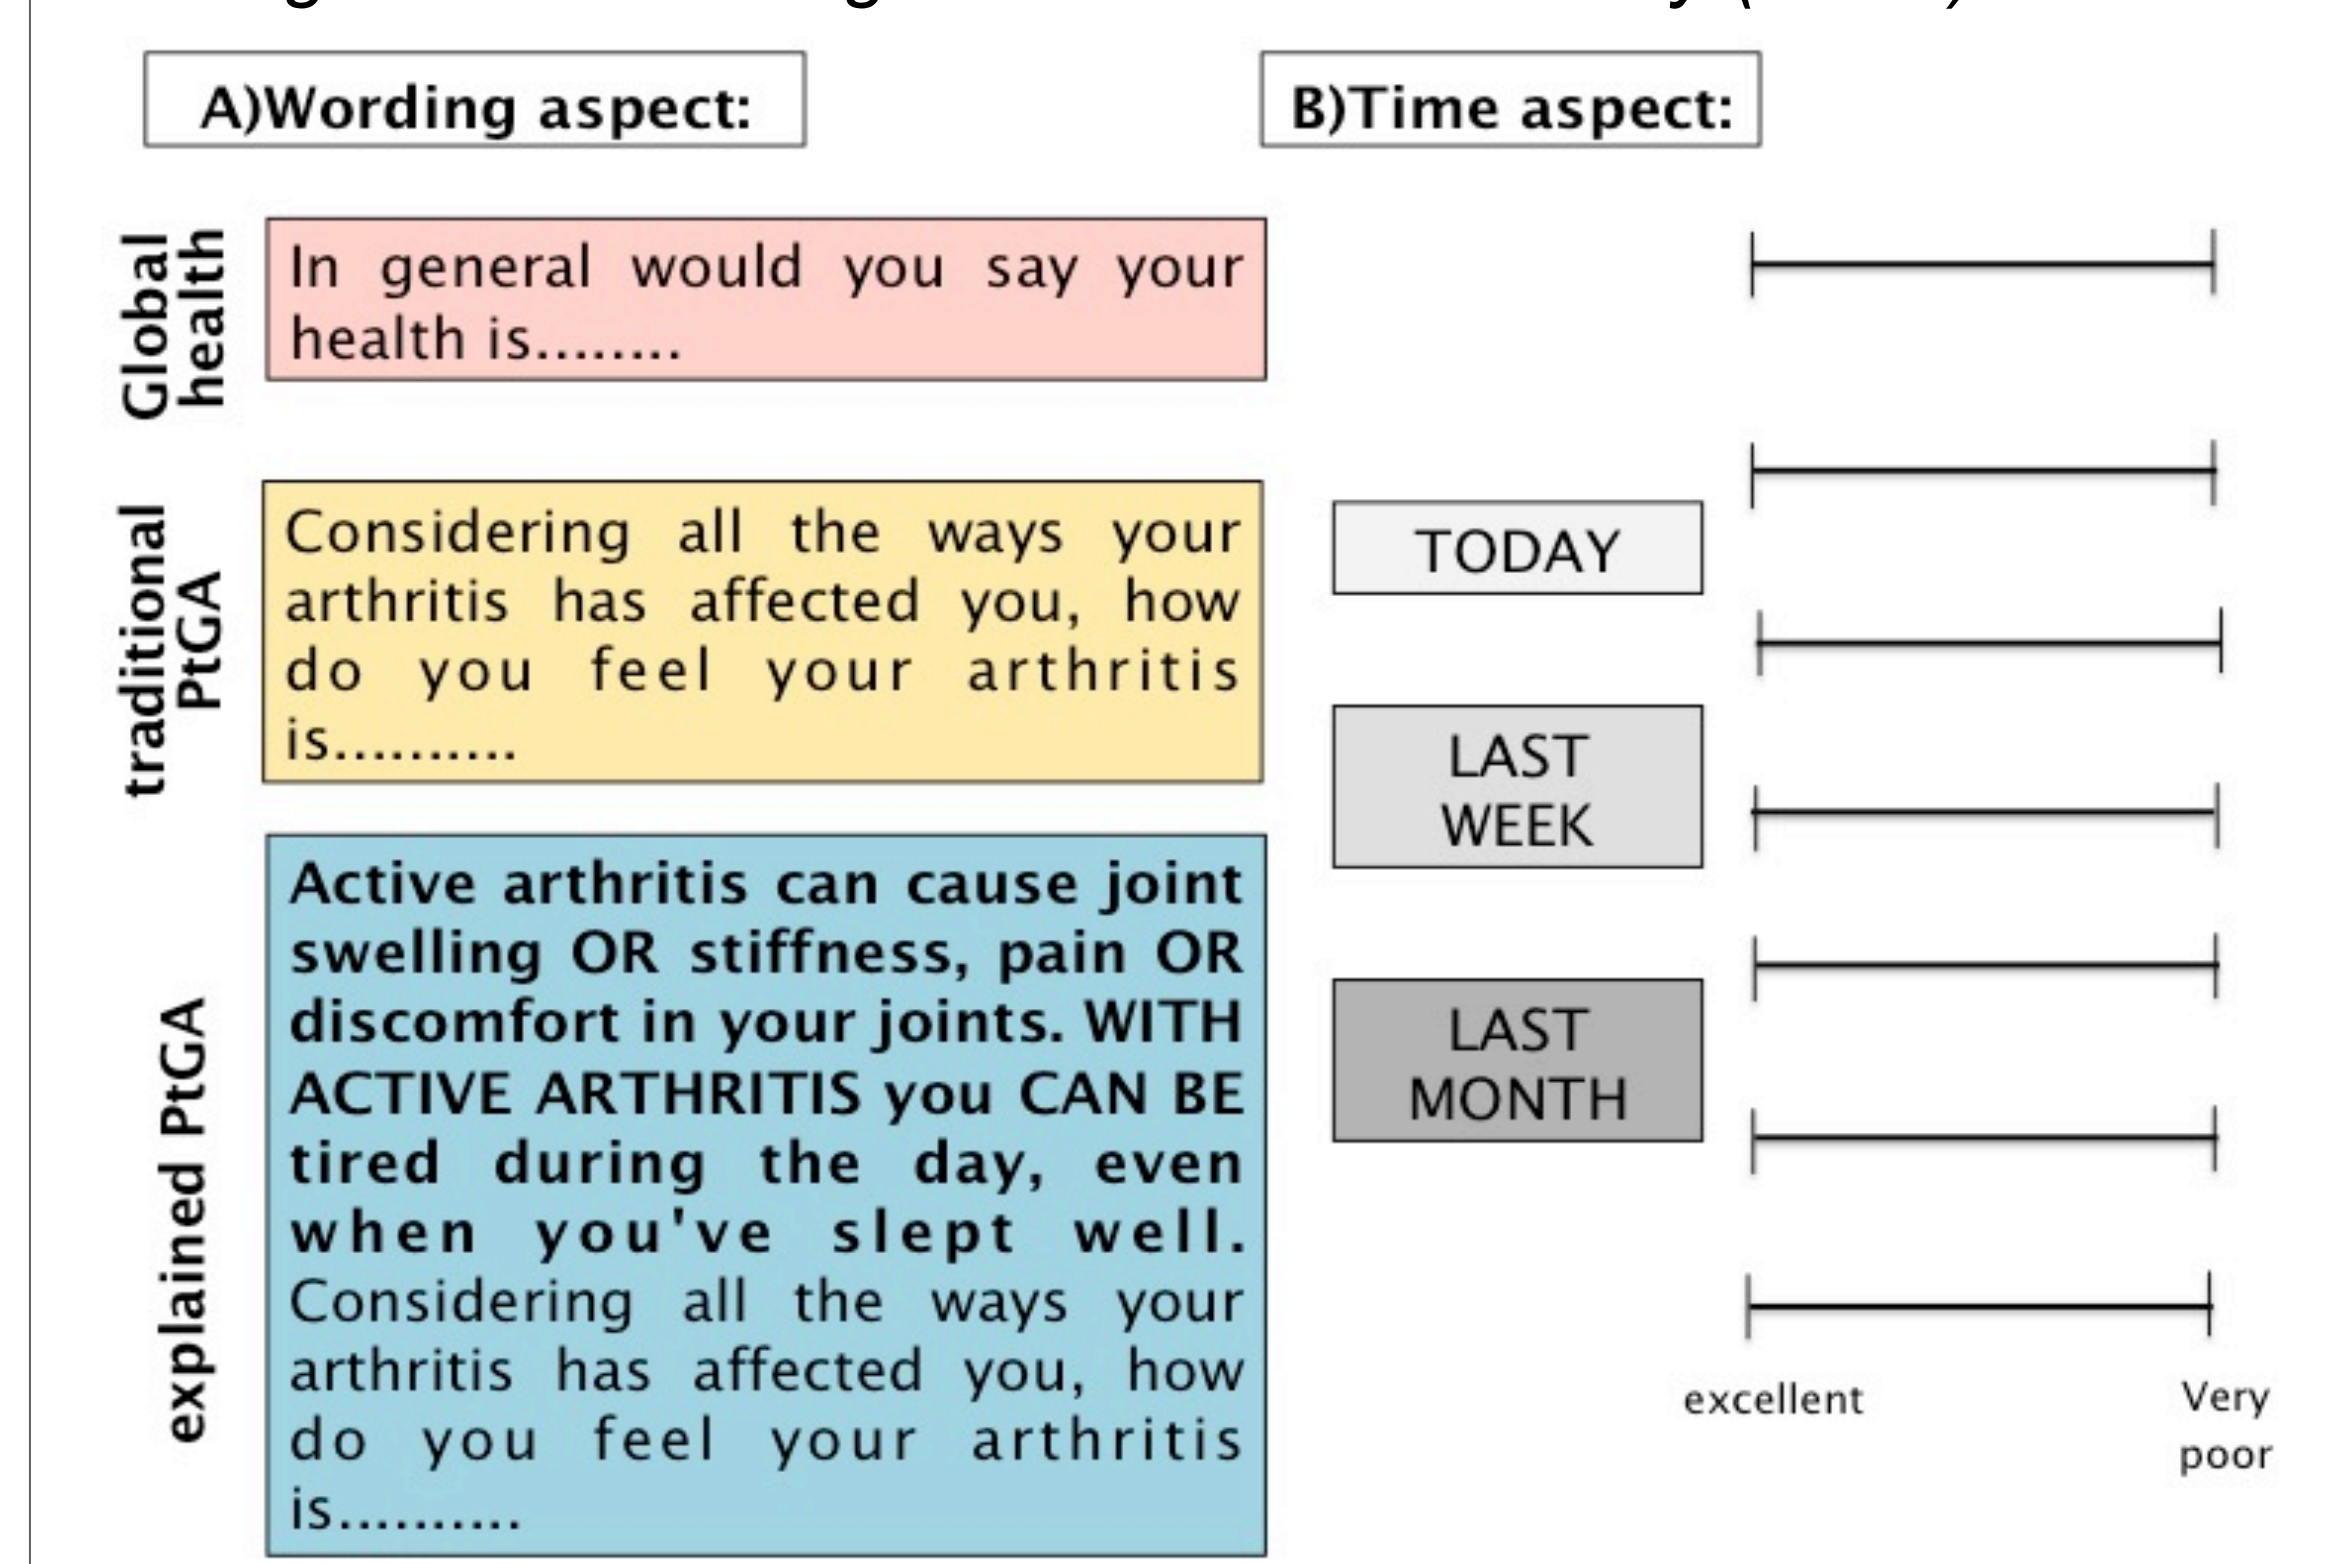 A)Wording aspect:
B)Time aspect:
Global
health
In general would you say your
health is........
traditional
PtGA
Considering all the ways your
arthritis has affected you, how
do you feel your arthritis
is..........
explained PtGA
Active arthritis can cause joint
swelling OR stiffness, pain OR
discomfort in your joints. WITH
ACTIVE ARTHRITIS you CAN BE
tired during the day, even
when you've slept well.
Considering all the ways your
arthritis has affected you, how
do you feel your arthritis
is..........
TODAY
LAST
WEEK
LAST
MONTH
excellent
Very
poor